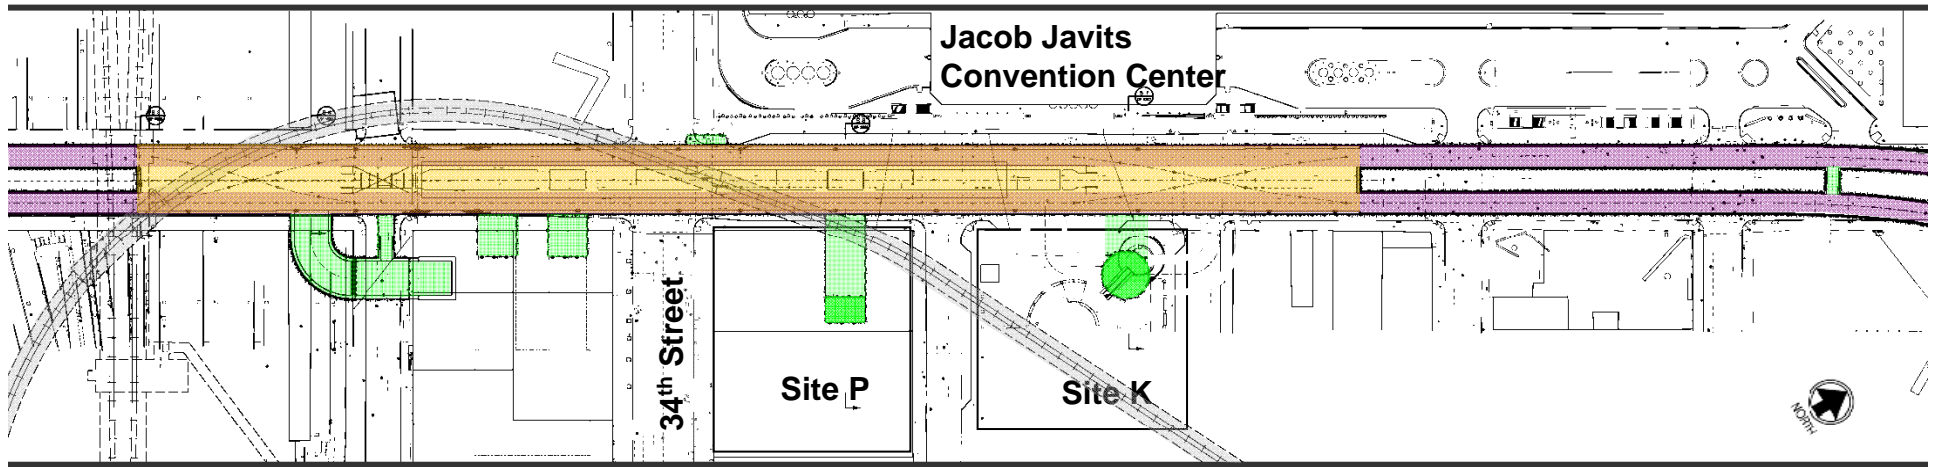 Jacob Javits
Convention Center
34th Street
Site P
Site K
NORTH